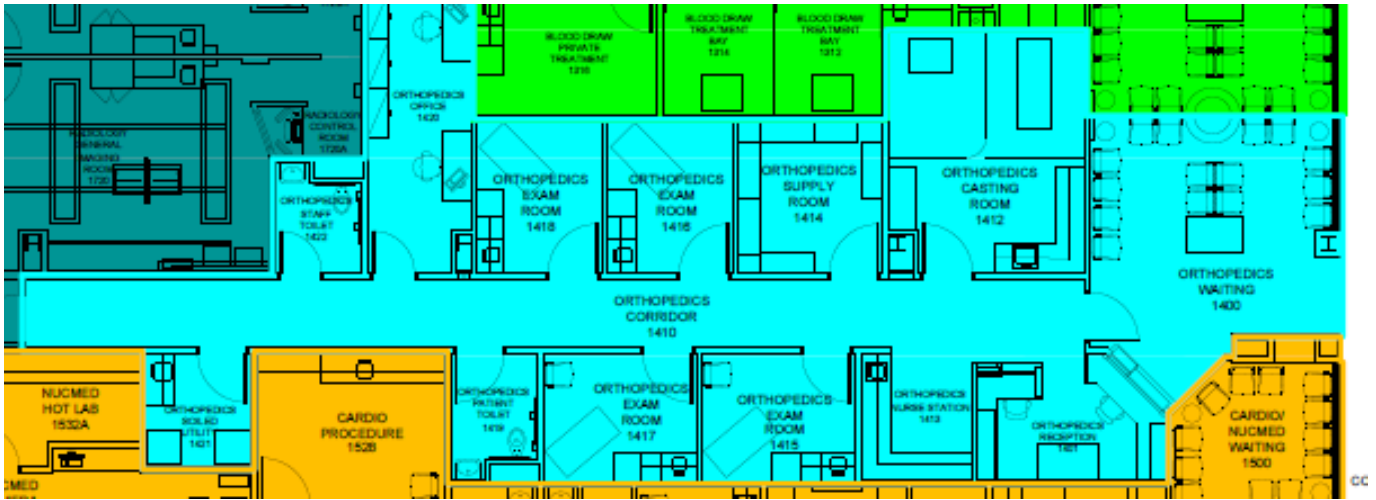 BLOOD DRAW
PRIVATE
TREATMENT
1316
BLOOD DRAW
TREATMENT
BAY
1314
BLOOD DRAW
TREATMENT
BAY
1313
ORTHOPEDICS
OFFICE
1420
RADIOLOGY
CONTROL
ROOM
1720A
RADIOLOGY
GENERAL
IMAGING
ROOM
1720
ORTHOPEDICS
STAFF
TOILET
1422
ORTHOPEDICS
EXAM
ROOM
1418
ORTHOPEDICS
EXAM
ROOM
1416
ORTHOPEDICS
SUPPLY
ROOM
1414
ORTHOPEDICS
CASTING
ROOM
1412
ORTHOPEDICS
WAITING
1400
ORTHOPEDICS
CORRIDOR
1410
NUCMED
HOT LAB
1532A
ORTHOPEDICS
SOILED
UTILITY
1421
CARDIO
PROCEDURE
1528
ORTHOPEDICS
PATIENT
TOILET
1419
ORTHOPEDICS
EXAM
ROOM
1417
ORTHOPEDICS
EXAM
ROOM
1415
ORTHOPEDICS
NURSE STATION
1413
ORTHOPEDICS
RECEPTION
1401
CARDIO/
NUCMED
WAITING
1500
CC